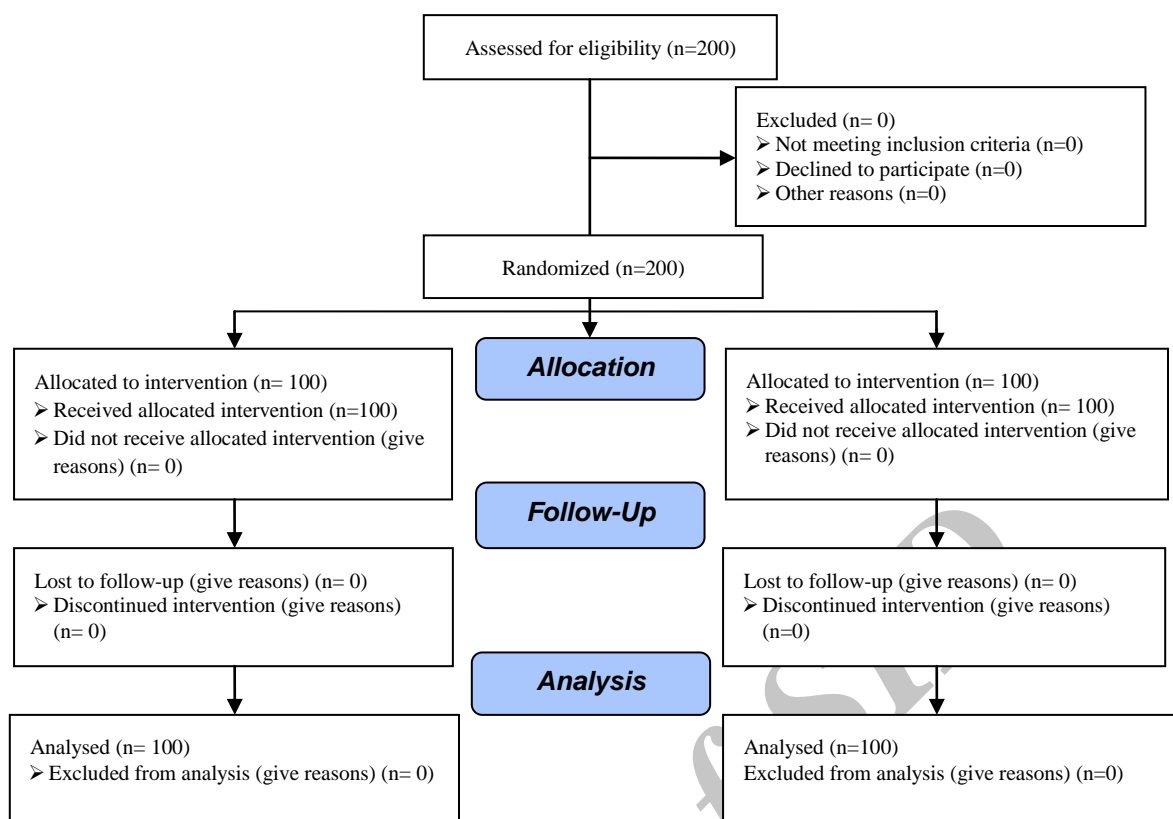 Assessed for eligibility (n=200)
Excluded (n= 0)
➢ Not meeting inclusion criteria (n=0)
➢ Declined to participate (n=0)
➢ Other reasons (n=0)
Randomized (n=200)
Allocation
Allocated to intervention (n= 100)
➢ Received allocated intervention (n=100)
➢ Did not receive allocated intervention (give
reasons) (n= 0)
Allocated to intervention (n= 100)
➢ Received allocated intervention (n= 100)
➢ Did not receive allocated intervention (give
reasons) (n= 0)
Follow-Up
Lost to follow-up (give reasons) (n= 0)
➢ Discontinued intervention (give reasons)
(n= 0)
Lost to follow-up (give reasons) (n= 0)
➢ Discontinued intervention (give reasons)
(n=0)
Analysis
Analysed (n= 100)
➢ Excluded from analysis (give reasons) (n= 0)
Analysed (n=100)
Excluded from analysis (give reasons) (n=0)